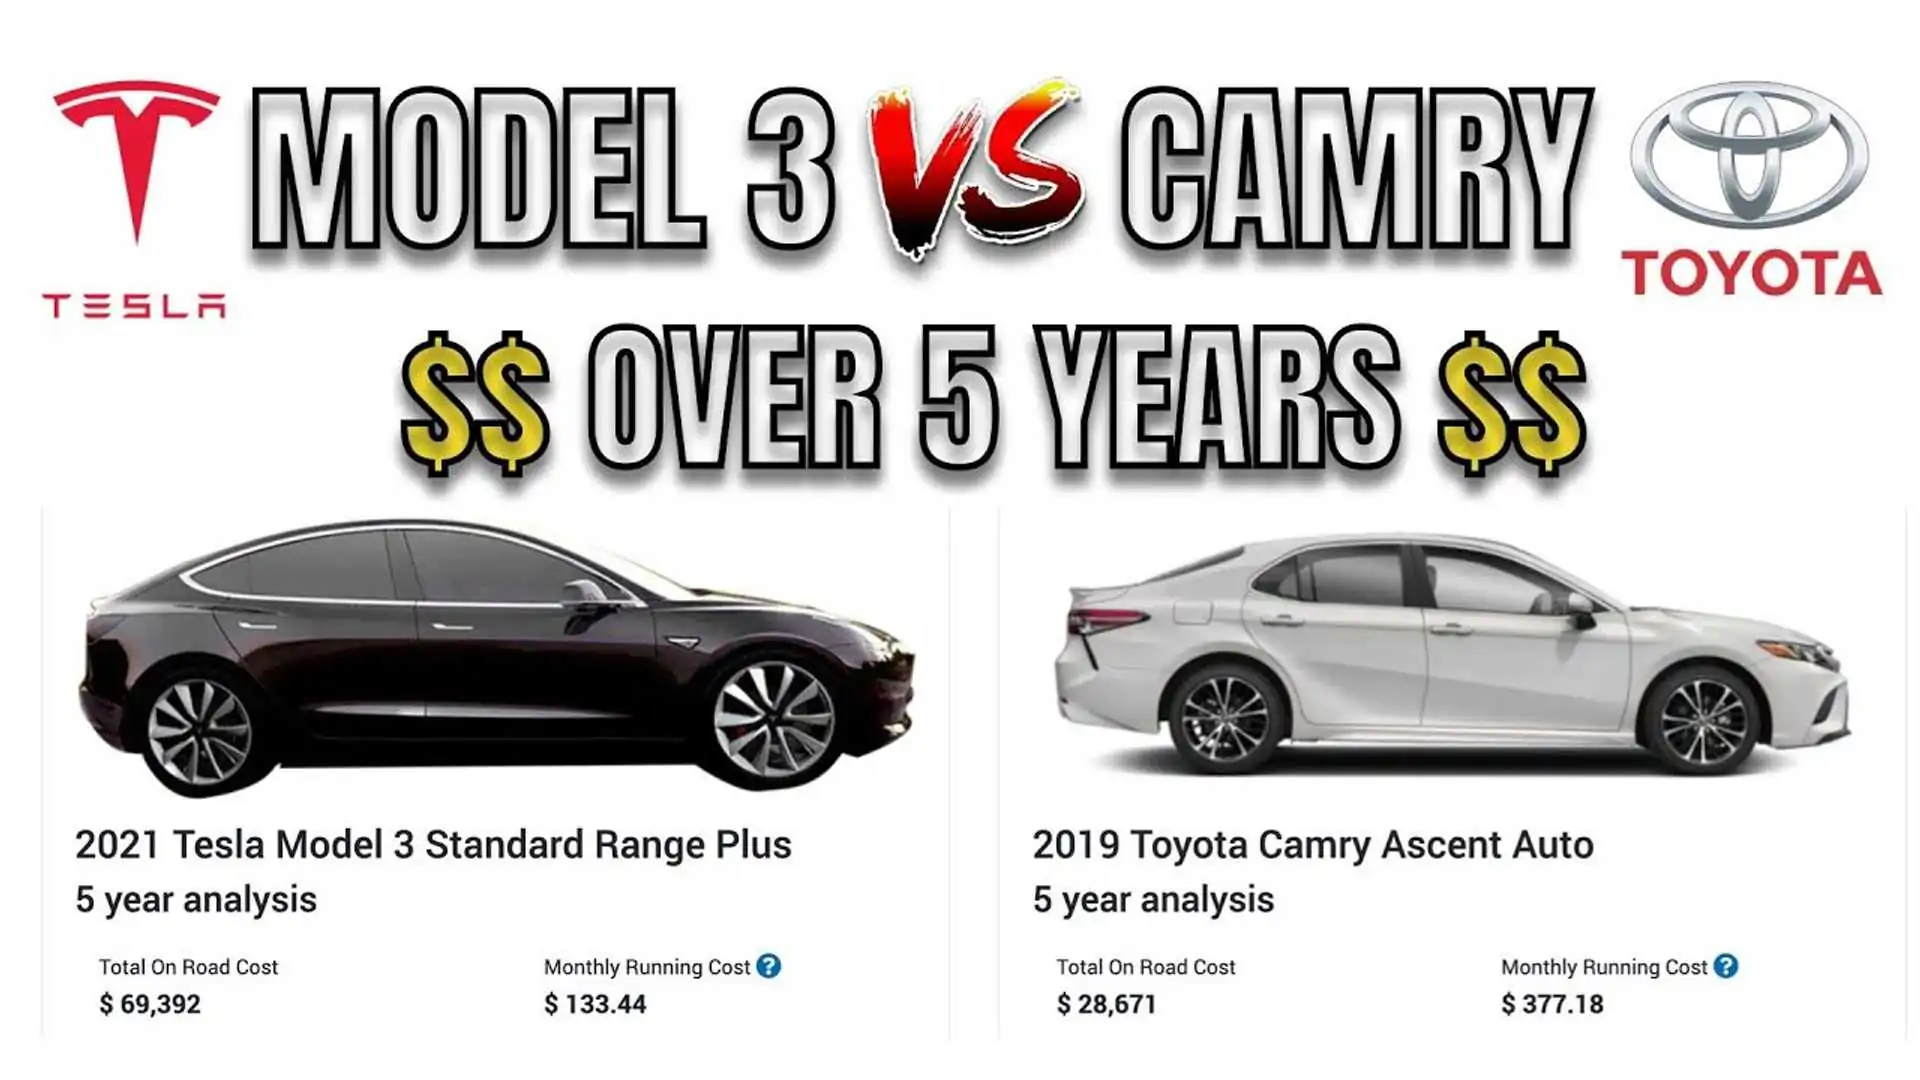 MODEL 3 VS CAMRY
TESLA
TOYOTA
$$ OVER 5 YEARS $$
2021 Tesla Model 3 Standard Range Plus
5 year analysis
Total On Road Cost
$ 69,392
Monthly Running Cost ?
$ 133.44
2019 Toyota Camry Ascent Auto
5 year analysis
Total On Road Cost
$ 28,671
Monthly Running Cost ?
$ 377.18